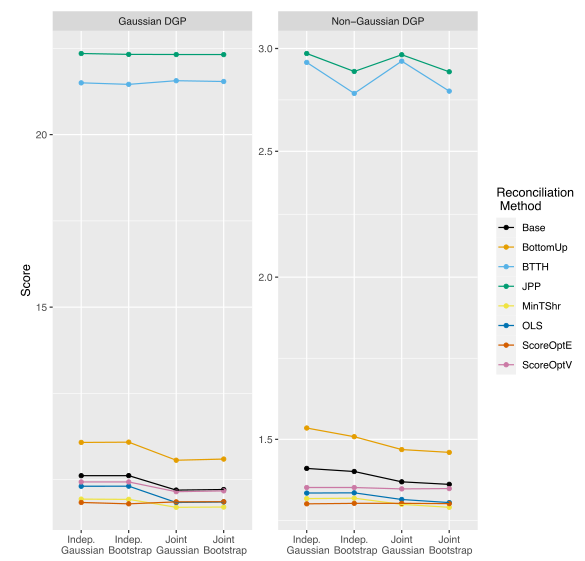 Gaussian DGP
Non−Gaussian DGP
Score
20
15
3.0
2.5
2.0
1.5
Indep.
Gaussian
Indep.
Bootstrap
Joint
Gaussian
Joint
Bootstrap
Indep.
Gaussian
Indep.
Bootstrap
Joint
Gaussian
Joint
Bootstrap
Reconciliation
Method
Base
BottomUp
BTTH
JPP
MinTShr
OLS
ScoreOptE
ScoreOptV